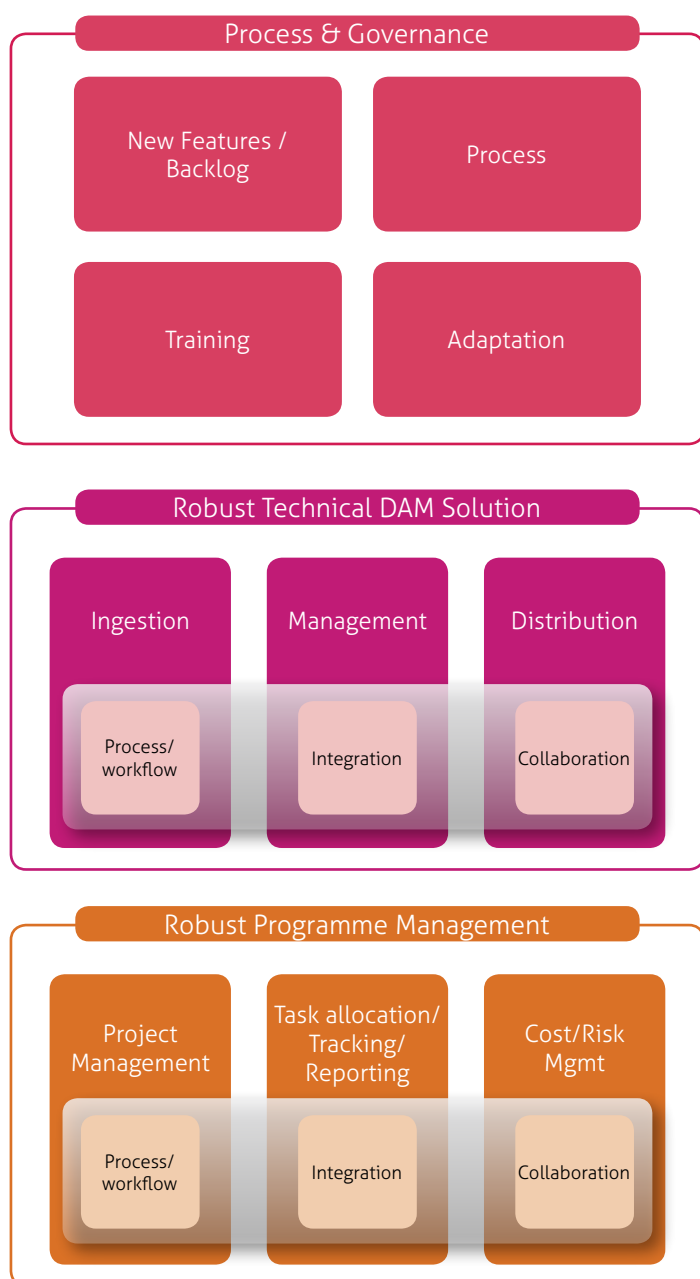 Process & Governance
New Features /
Backlog
Process
Training
Adaptation
Robust Technical DAM Solution
Ingestion
Management
Distribution
Process/
workflow
Integration
Collaboration
Robust Programme Management
Project
Management
Task allocation/
Tracking/
Reporting
Cost/Risk
Mgmt
Process/
workflow
Integration
Collaboration